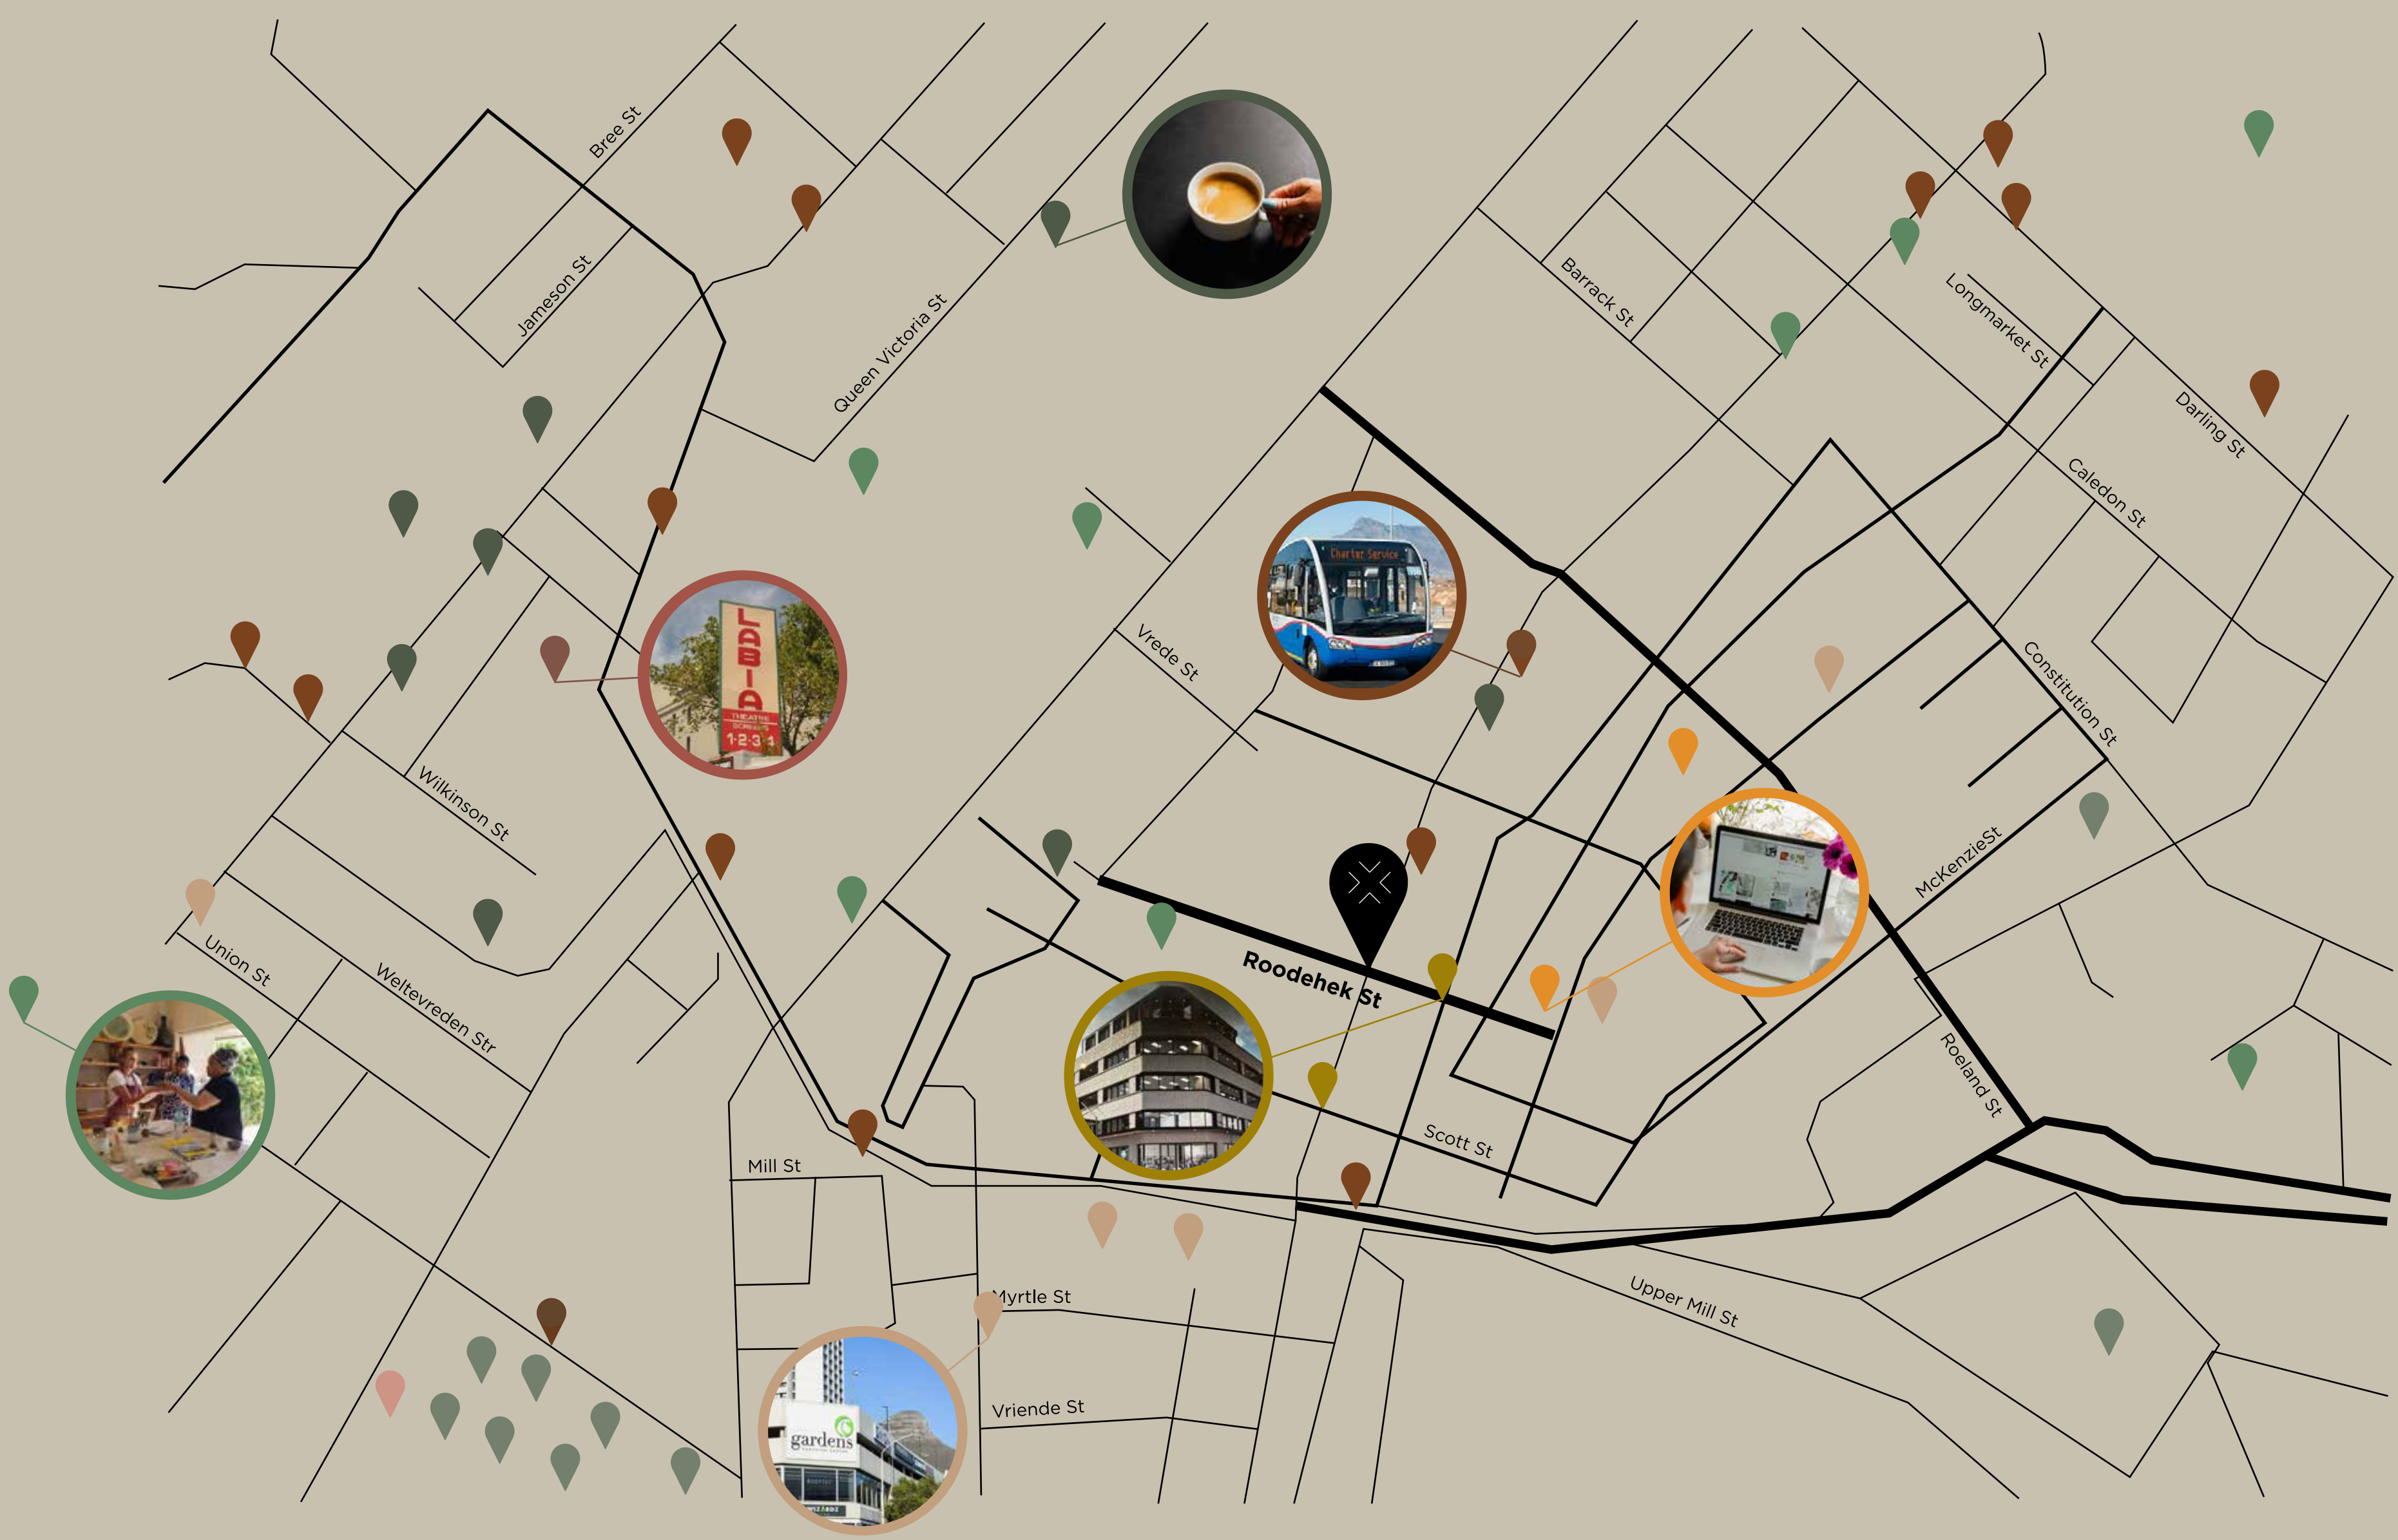 Bree St
Jameson St
Queen Victoria St
Barrack St
Longmarket St
Darling St
Caledon St
Charter Service
LABIA
THEATRE
SCREENS
1-2-3-4
Vrede St
Constitution St
Wilkinson St
McKenzieSt
Union St
Weltevreden Str
Roodehek St
Roeland St
Scott St
Mill St
Myrtle St
Upper Mill St
Vriende St
gardens